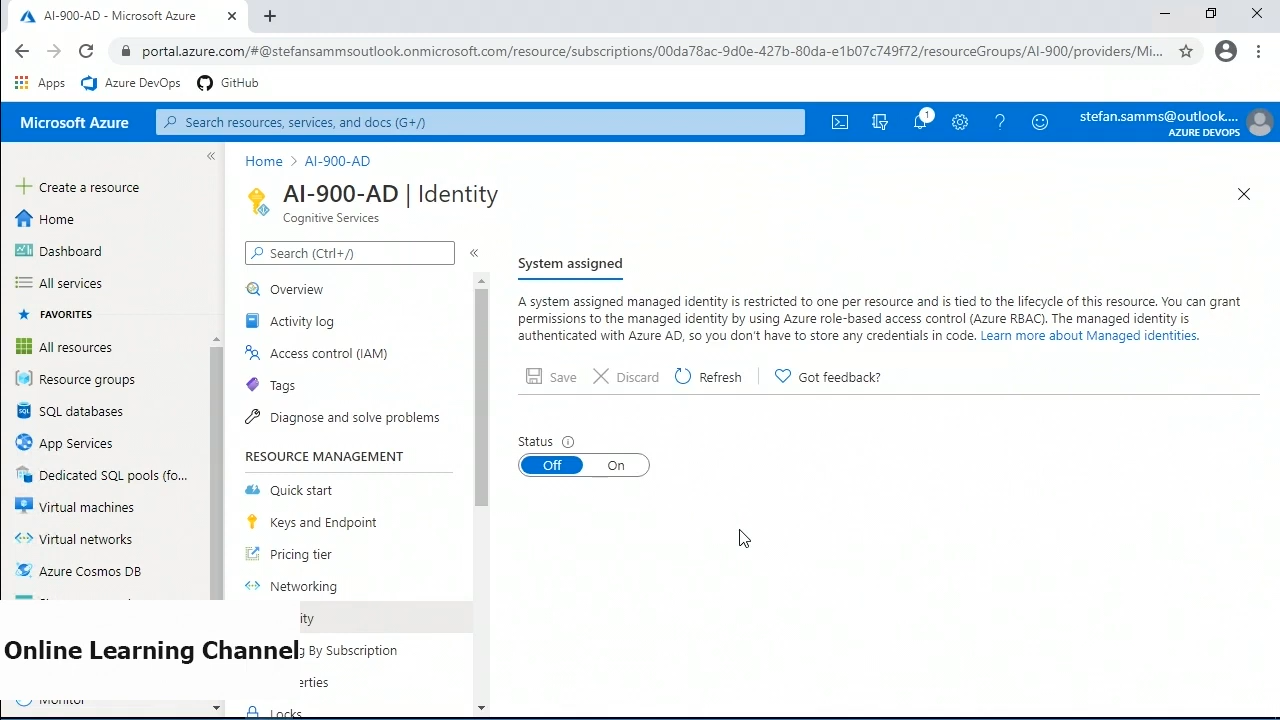 AI-900-AD - Microsoft Azure
portal.azure.com/#@stefansammsoutlook.onmicrosoft.com/resource/subscriptions/00da78ac-9d0e-427b-80da-e1b07c749f72/resourceGroups/AI-900/providers/Mi...
Apps
Azure DevOps
GitHub
Microsoft Azure
Search resources, services, and docs (G+/)
1
stefan.samms@outlook....
AZURE DEVOPS
Create a resource
Home
Dashboard
All services
FAVORITES
All resources
Resource groups
SQL databases
App Services
Dedicated SQL pools (fo...
Virtual machines
Virtual networks
Azure Cosmos DB
Monitor
Online Learning Channel
Home > AI-900-AD
AI-900-AD | Identity
Cognitive Services
Search (Ctrl+/)
Overview
Activity log
Access control (IAM)
Tags
Diagnose and solve problems
RESOURCE MANAGEMENT
Quick start
Keys and Endpoint
Pricing tier
Networking
ity
g By Subscription
erties
Locks
System assigned
A system assigned managed identity is restricted to one per resource and is tied to the lifecycle of this resource. You can grant
permissions to the managed identity by using Azure role-based access control (Azure RBAC). The managed identity is
authenticated with Azure AD, so you don't have to store any credentials in code. Learn more about Managed identities.
Save
Discard
Refresh
Got feedback?
Status
Off
On